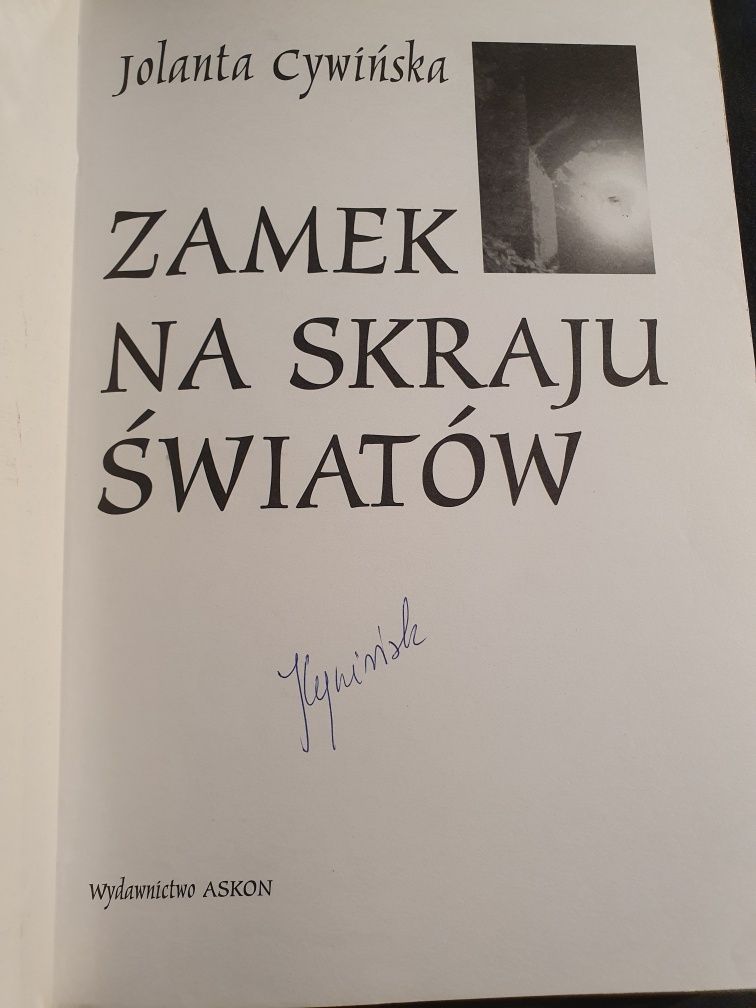 Jolanta Cywińska
ZAMEK
NA SKRAJU
ŚWIATÓW
Wydawnictwo ASKON